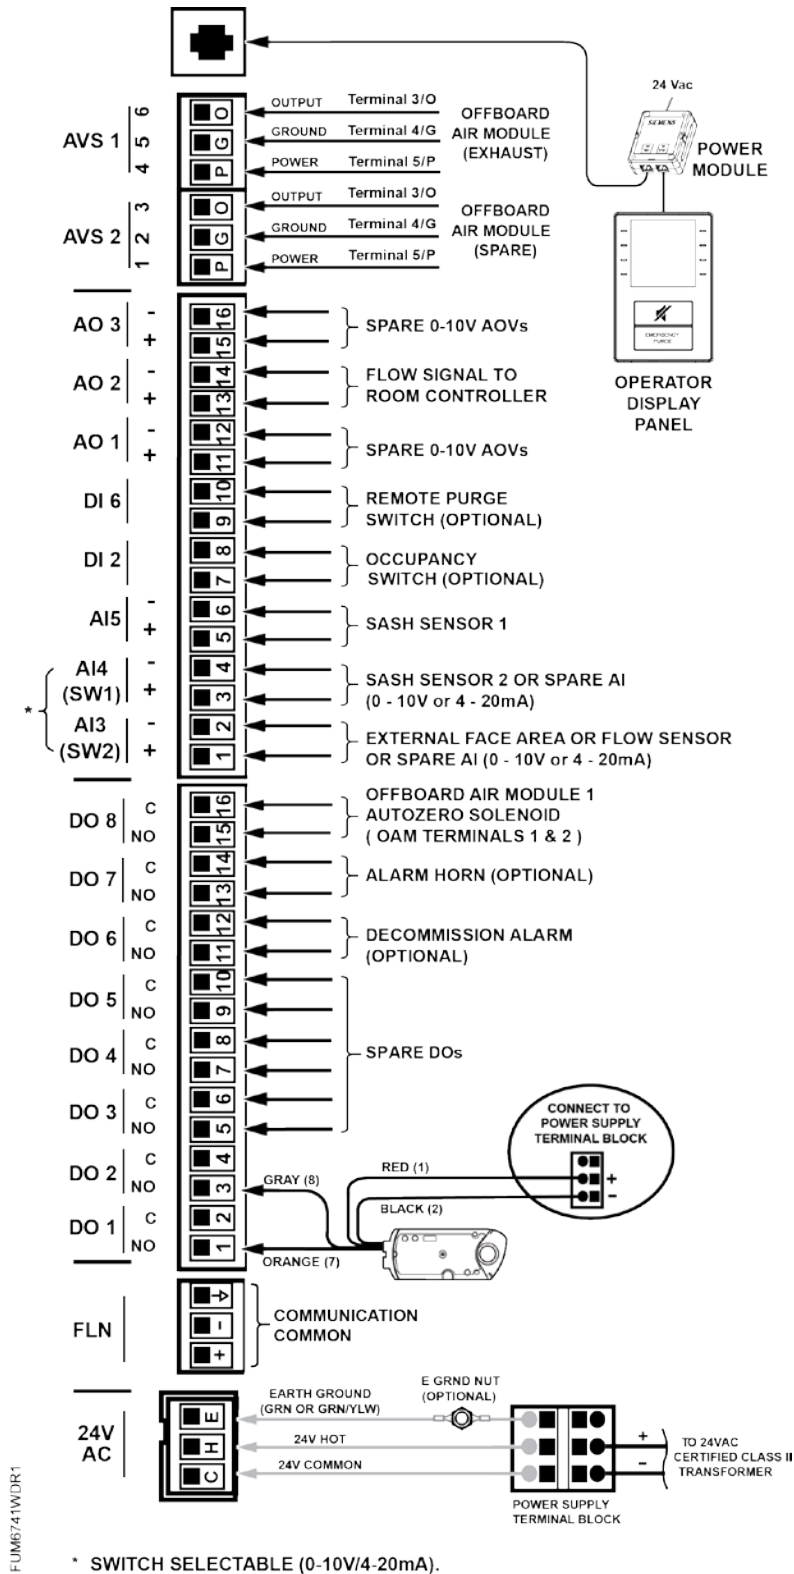 24 Vac
SIEMENS
POWER
MODULE
AVS 1
6
5
4
O
G
P
OUTPUT Terminal 3/O
GROUND Terminal 4/G
POWER Terminal 5/P
OFFBOARD
AIR MODULE
(EXHAUST)
AVS 2
3
2
1
O
G
P
OUTPUT Terminal 3/O
GROUND Terminal 4/G
POWER Terminal 5/P
OFFBOARD
AIR MODULE
(SPARE)
EMERGENCY
PURGE
OPERATOR
DISPLAY
PANEL
AO 3
- 16
+ 15
SPARE 0-10V AOVs
AO 2
- 14
+ 13
FLOW SIGNAL TO
ROOM CONTROLLER
AO 1
- 12
+ 11
SPARE 0-10V AOVs
DI 6
10
9
REMOTE PURGE
SWITCH (OPTIONAL)
DI 2
8
7
OCCUPANCY
SWITCH (OPTIONAL)
AI5
- 6
+ 5
SASH SENSOR 1
*
AI4
(SW1)
- 4
+ 3
SASH SENSOR 2 OR SPARE AI
(0 - 10V or 4 - 20mA)
AI3
(SW2)
- 2
+ 1
EXTERNAL FACE AREA OR FLOW SENSOR
OR SPARE AI (0 - 10V or 4 - 20mA)
DO 8
C 16
NO 15
OFFBOARD AIR MODULE 1
AUTOZERO SOLENOID
( OAM TERMINALS 1 & 2 )
DO 7
C 14
NO 13
ALARM HORN (OPTIONAL)
DO 6
C 12
NO 11
DECOMMISSION ALARM
(OPTIONAL)
DO 5
C 10
NO 9
DO 4
C 8
NO 7
SPARE DOs
DO 3
C 6
NO 5
DO 2
C 4
NO 3
GRAY (8)
DO 1
C 2
NO 1
ORANGE (7)
RED (1)
BLACK (2)
CONNECT TO
POWER SUPPLY
TERMINAL BLOCK
+
-
FLN
-
+
COMMUNICATION
COMMON
24V
AC
E
H
C
EARTH GROUND
(GRN OR GRN/YLW)
24V HOT
24V COMMON
E GRND NUT
(OPTIONAL)
+
-
TO 24VAC
CERTIFIED CLASS II
TRANSFORMER
POWER SUPPLY
TERMINAL BLOCK
FUM6741WDR1
* SWITCH SELECTABLE (0-10V/4-20mA).